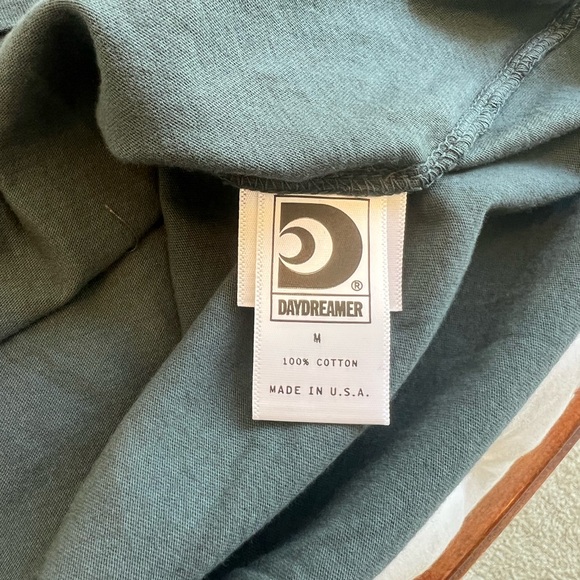 ®
DAYDREAMER
M
100% COTTON
MADE IN U.S.A.